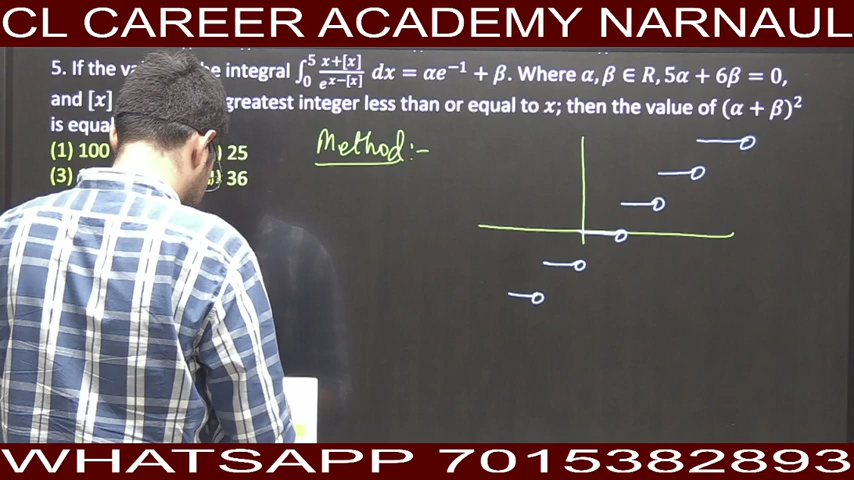 CL CAREER ACADEMY NARNAUL
5. If the va he integral ∫₀⁵ (x+[x])/(e^(x−[x])) dx = αe⁻¹ + β. Where α, β ∈ R, 5α + 6β = 0,
and [x] greatest integer less than or equal to x; then the value of (α + β)²
is equa
(1) 100 ) 25
(3) 36
Method:-
WHATSAPP 7015382893